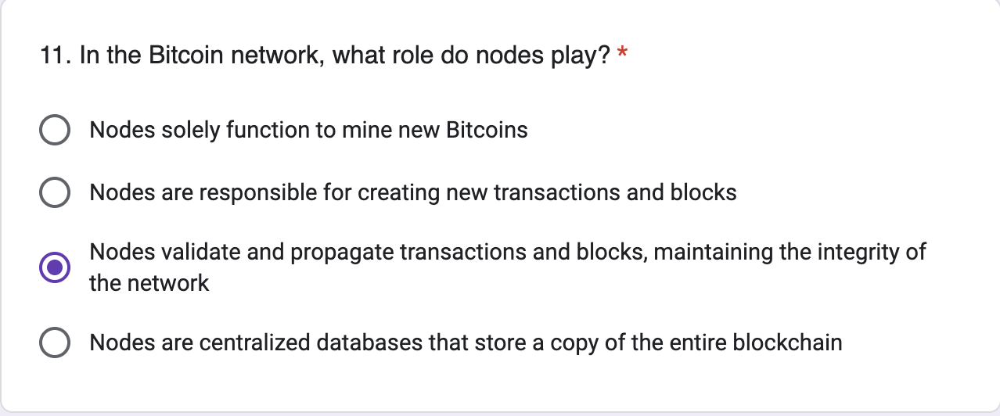 11. In the Bitcoin network, what role do nodes play? *
Nodes solely function to mine new Bitcoins
Nodes are responsible for creating new transactions and blocks
Nodes validate and propagate transactions and blocks, maintaining the integrity of
the network
Nodes are centralized databases that store a copy of the entire blockchain